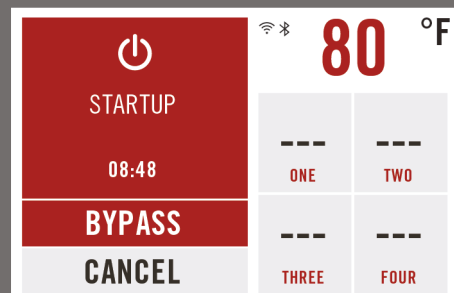 80 °F
STARTUP
08:48
BYPASS
CANCEL
--- ---
ONE TWO
--- ---
THREE FOUR